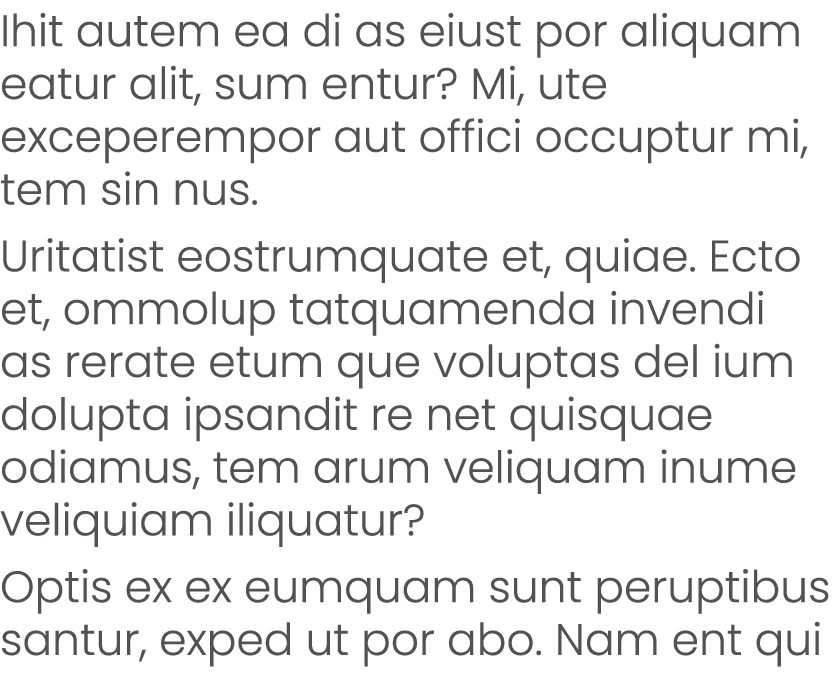 Ihit autem ea di as eiust por aliquam
eatur alit, sum entur? Mi, ute
exceperempor aut offici occuptur mi,
tem sin nus.
Uritatist eostrumquate et, quiae. Ecto
et, ommolup tatquamenda invendi
as rerate etum que voluptas del ium
dolupta ipsandit re net quisquae
odiamus, tem arum veliquam inume
veliquiam iliquatur?
Optis ex ex eumquam sunt peruptibus
santur, exped ut por abo. Nam ent qui